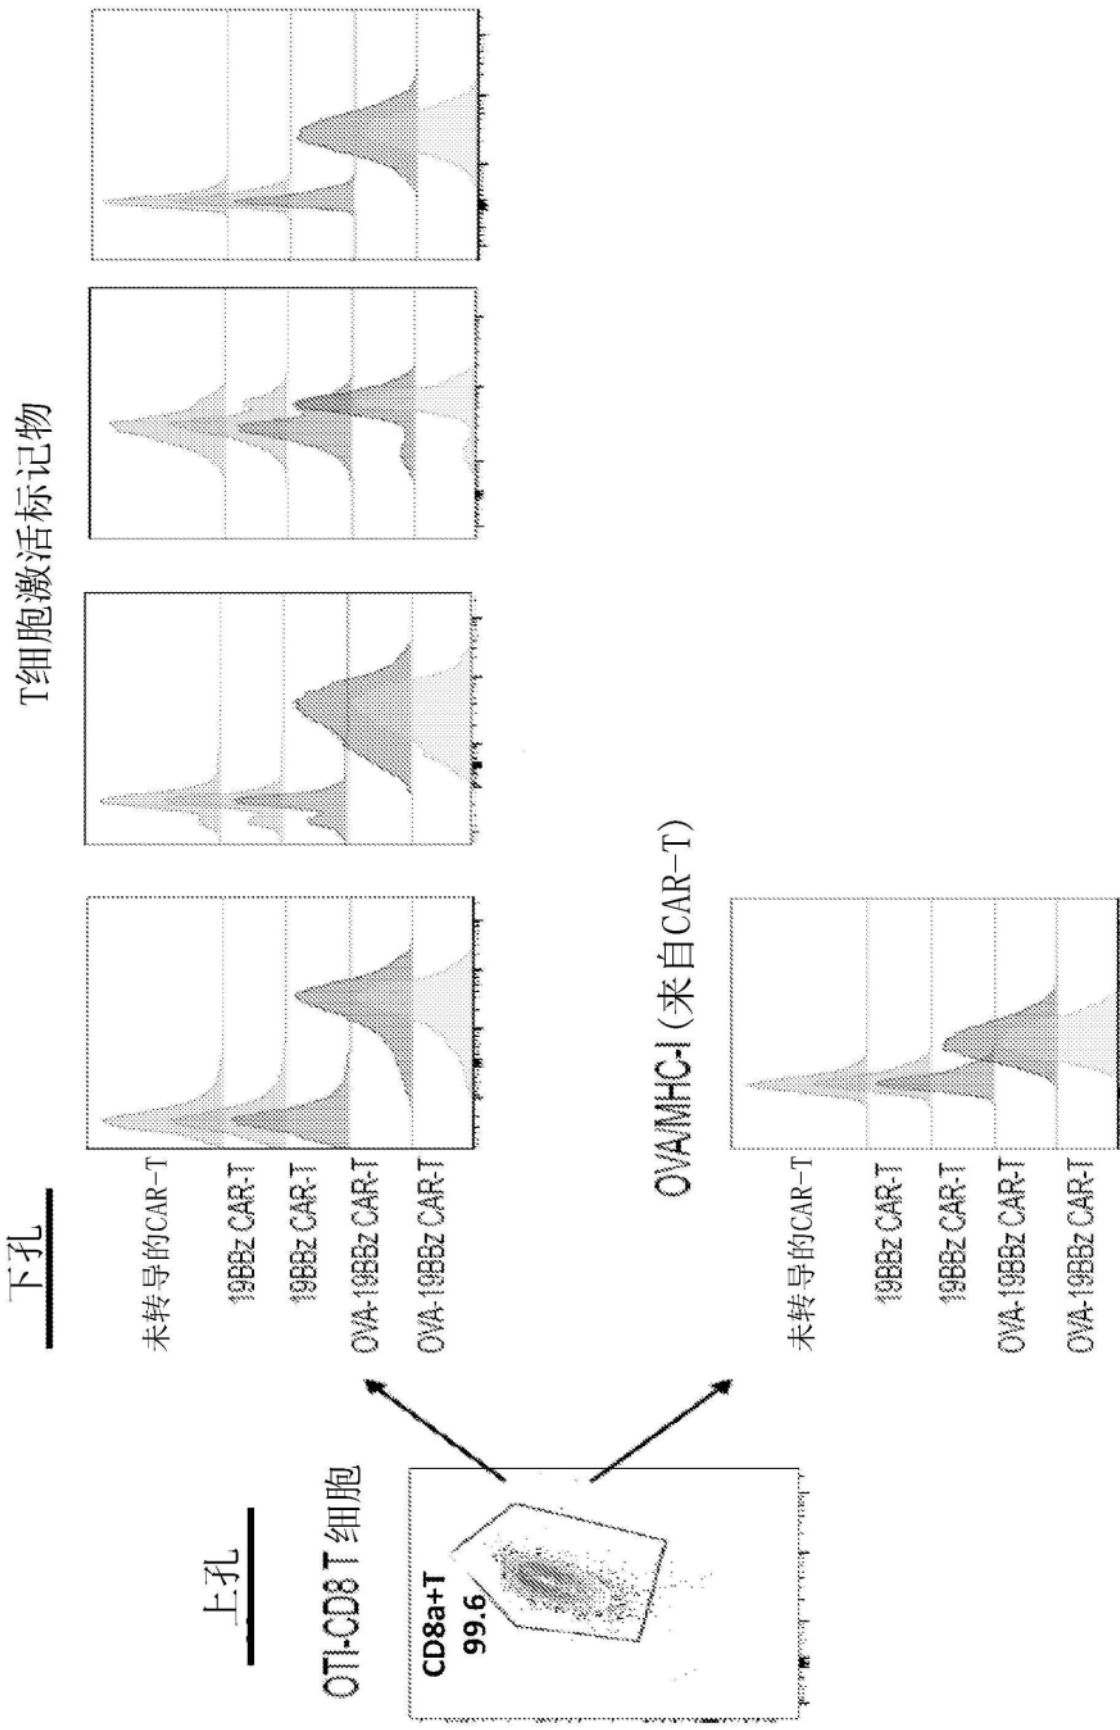 上孔
下孔
OTI-CD8 T 细胞
CD8a+T
99.6
T细胞激活标记物
未转导的CAR-T
19BBz CAR-T
19BBz CAR-T
OVA-19BBz CAR-T
OVA-19BBz CAR-T
OVA/MHC-I (来自CAR-T)
未转导的CAR-T
19BBz CAR-T
19BBz CAR-T
OVA-19BBz CAR-T
OVA-19BBz CAR-T